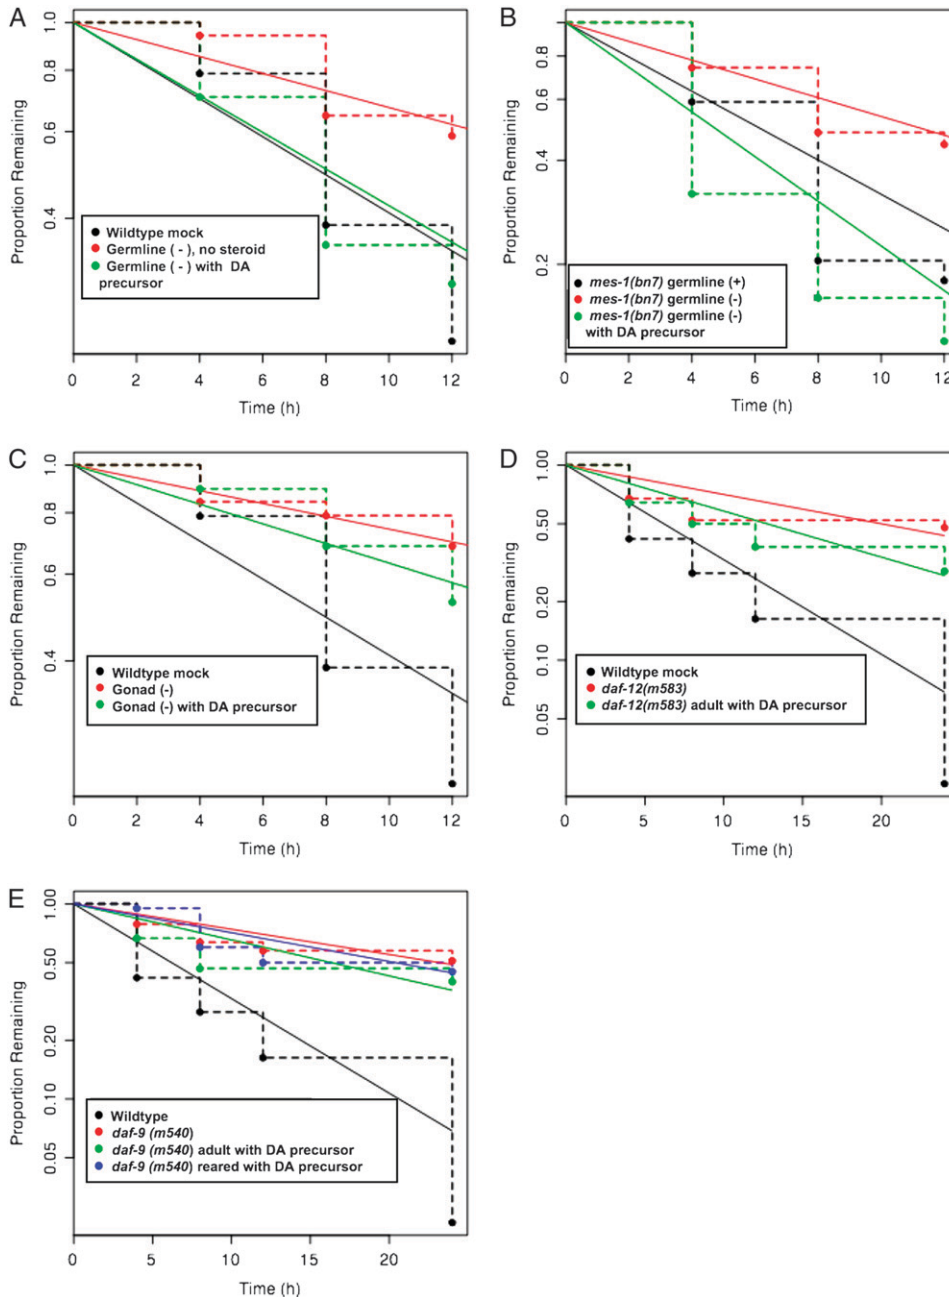 A
Proportion Remaining
1.0
0.8
0.6
0.4
Wildtype mock
Germline ( - ), no steroid
Germline ( - ) with DA
precursor
0 2 4 6 8 10 12
Time (h)
B
Proportion Remaining
0.8
0.6
0.4
0.2
mes-1(bn7) germline (+)
mes-1(bn7) germline (-)
mes-1(bn7) germline (-)
with DA precursor
0 2 4 6 8 10 12
Time (h)
C
Proportion Remaining
1.0
0.8
0.6
0.4
Wildtype mock
Gonad (-)
Gonad (-) with DA precursor
0 2 4 6 8 10 12
Time (h)
D
Proportion Remaining
1.00
0.50
0.20
0.10
0.05
Wildtype mock
daf-12(m583)
daf-12(m583) adult with DA precursor
0 5 10 15 20
Time (h)
E
Proportion Remaining
1.00
0.50
0.20
0.10
0.05
Wildtype
daf-9 (m540)
daf-9 (m540) adult with DA precursor
daf-9 (m540) reared with DA precursor
0 5 10 15 20
Time (h)